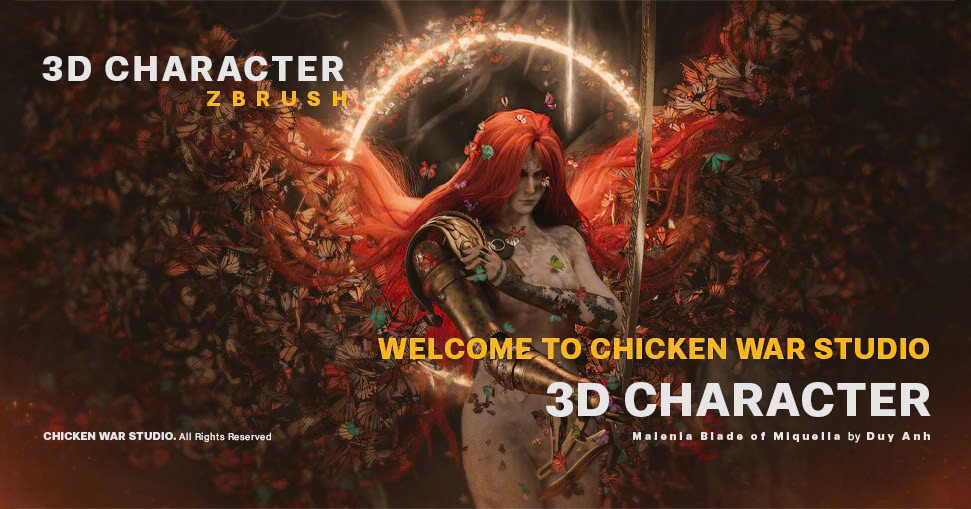 3D CHARACTER
ZBRUSH
WELCOME TO CHICKEN WAR STUDIO
3D CHARACTER
CHICKEN WAR STUDIO. All Rights Reserved
Malenia Blade of Miquella by Duy Anh